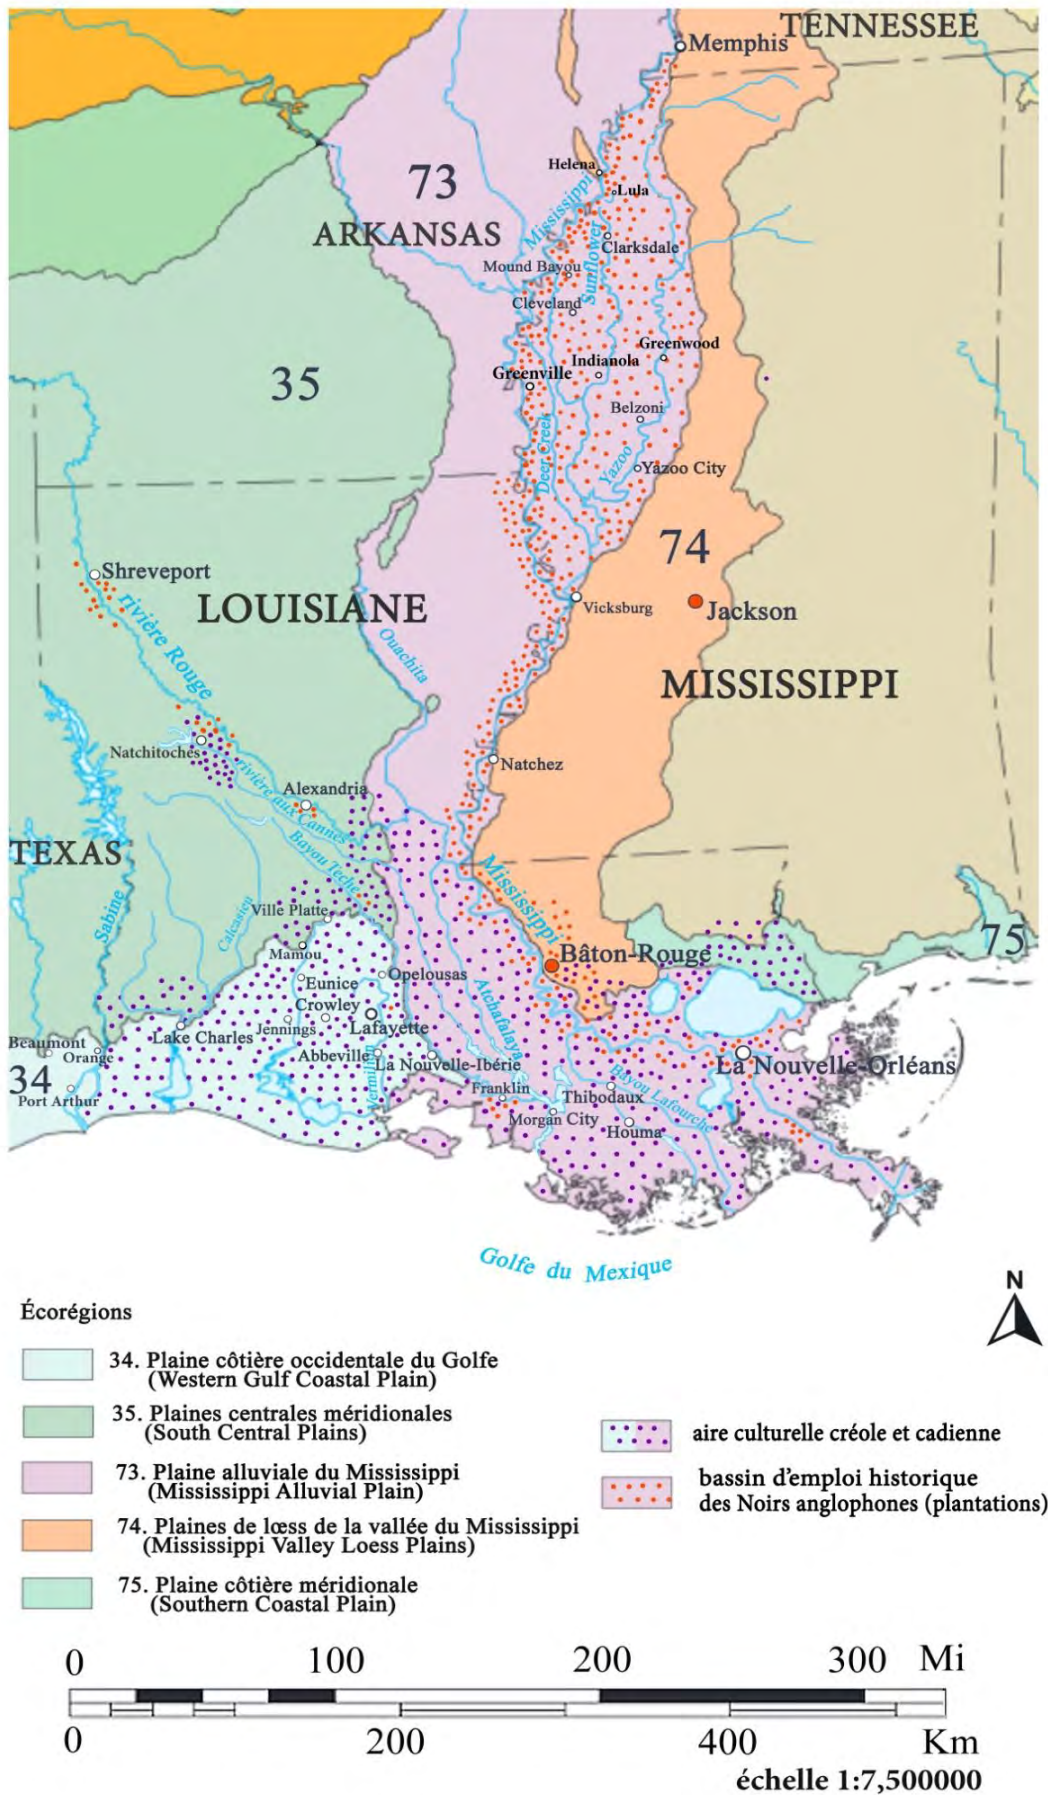 TENNESSEE
Memphis
Helena
73
Lula
Mississippi
ARKANSAS
Clarksdale
Sunflower
Mound Bayou
Cleveland
Greenwood
Indianola
35
Greenville
Belzoni
Deer Creek
Yazoo
Yazoo City
74
Shreveport
LOUISIANE
Vicksburg
Jackson
rivière Rouge
Ouachita
MISSISSIPPI
Natchitoches
Natchez
rivière aux Cannes
Alexandria
TEXAS
Bayou Teche
Mississippi
Ville Platte
Sabine
Calcasieu
75
Mamou
Bâton-Rouge
Opelousas
Eunice
Atchafalaya
Crowley
Jennings
Lafayette
Lake Charles
Beaumont
Orange
Abbeville
La Nouvelle-Ibérie
La Nouvelle-Orléans
34
Vermilion
Franklin
Bayou Lafourche
Port Arthur
Thibodaux
Morgan City
Houma
Golfe du Mexique
N
Écorégions
34. Plaine côtière occidentale du Golfe
(Western Gulf Coastal Plain)
35. Plaines centrales méridionales
(South Central Plains)
73. Plaine alluviale du Mississippi
(Mississippi Alluvial Plain)
74. Plaines de lœss de la vallée du Mississippi
(Mississippi Valley Loess Plains)
75. Plaine côtière méridionale
(Southern Coastal Plain)
aire culturelle créole et cadienne
bassin d'emploi historique
des Noirs anglophones (plantations)
0 100 200 300 Mi
0 200 400 Km
échelle 1:7,500000